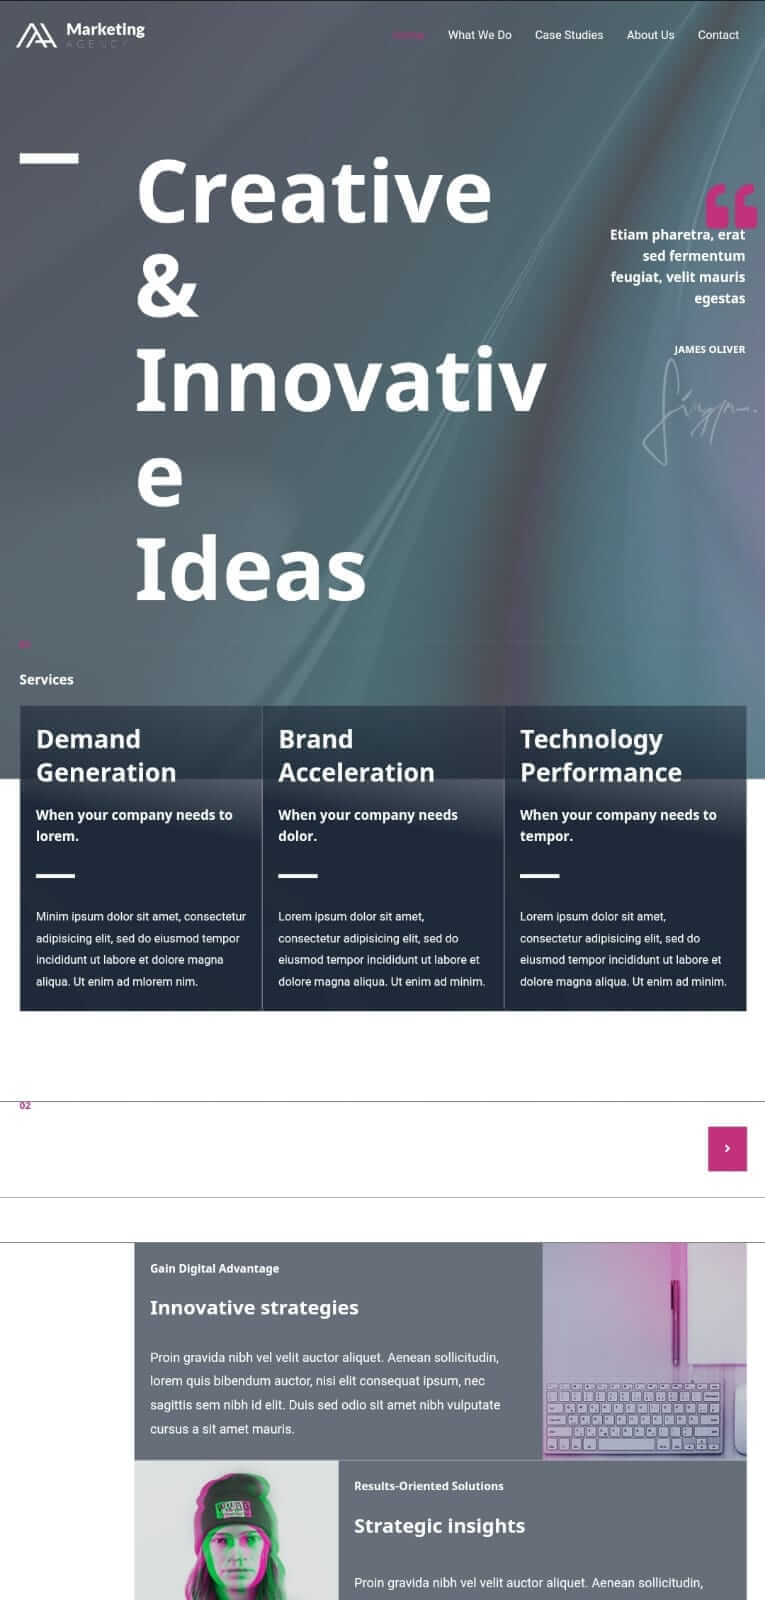 Marketing
AGENCY
Home
What We Do
Case Studies
About Us
Contact
Creative
&
Innovativ
e
Ideas
Etiam pharetra, erat
sed fermentum
feugiat, velit mauris
egestas
JAMES OLIVER
Services
Demand
Generation
When your company needs to
lorem.
Minim ipsum dolor sit amet, consectetur
adipisicing elit, sed do eiusmod tempor
incididunt ut labore et dolore magna
aliqua. Ut enim ad mlorem nim.
Brand
Acceleration
When your company needs
dolor.
Lorem ipsum dolor sit amet,
consectetur adipisicing elit, sed do
eiusmod tempor incididunt ut labore et
dolore magna aliqua. Ut enim ad minim.
Technology
Performance
When your company needs to
tempor.
Lorem ipsum dolor sit amet,
consectetur adipisicing elit, sed do
eiusmod tempor incididunt ut labore et
dolore magna aliqua. Ut enim ad minim.
02
Gain Digital Advantage
Innovative strategies
Proin gravida nibh vel velit auctor aliquet. Aenean sollicitudin,
lorem quis bibendum auctor, nisi elit consequat ipsum, nec
sagittis sem nibh id elit. Duis sed odio sit amet nibh vulputate
cursus a sit amet mauris.
Results-Oriented Solutions
Strategic insights
Proin gravida nibh vel velit auctor aliquet. Aenean sollicitudin,